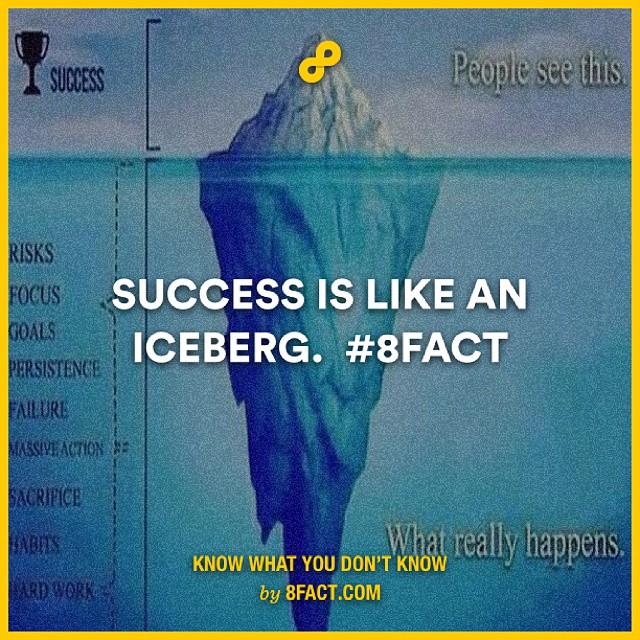 SUCCESS
People see this.
RISKS
FOCUS
GOALS
PERSISTENCE
FAILURE
MASSIVE ACTION
SACRIFICE
HABITS
HARD WORK
SUCCESS IS LIKE AN
ICEBERG. #8FACT
What really happens.
KNOW WHAT YOU DON'T KNOW
by 8FACT.COM